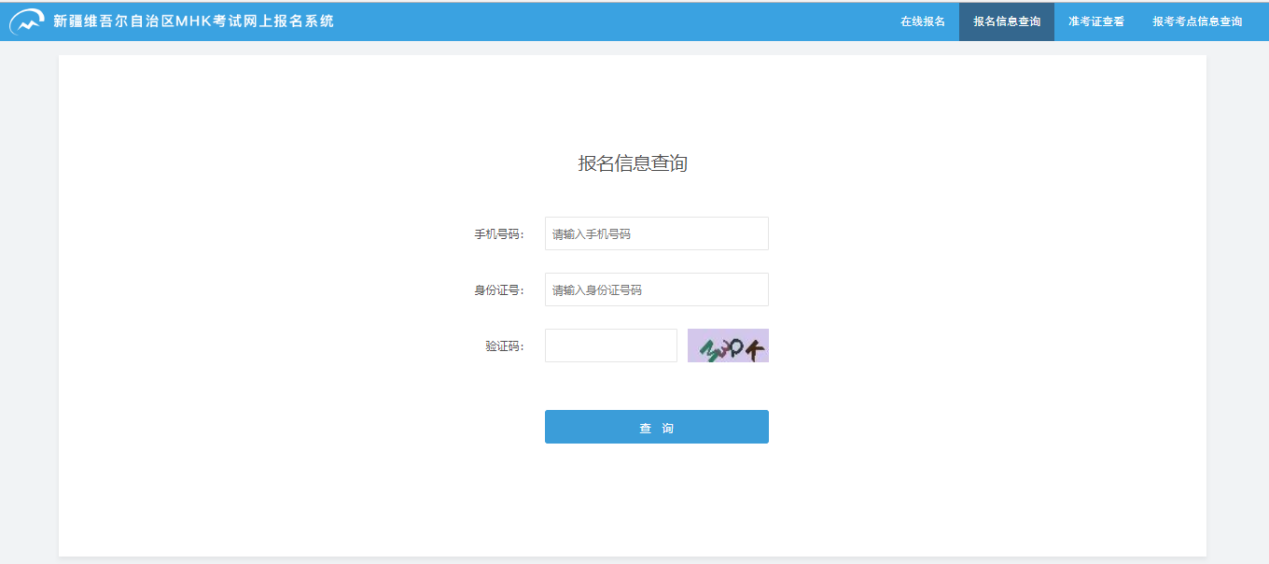 新疆维吾尔自治区MHK考试网上报名系统
在线报名 报名信息查询 准考证查看 报考考点信息查询
报名信息查询
手机号码: 请输入手机号码
身份证号: 请输入身份证号码
验证码:
查 询